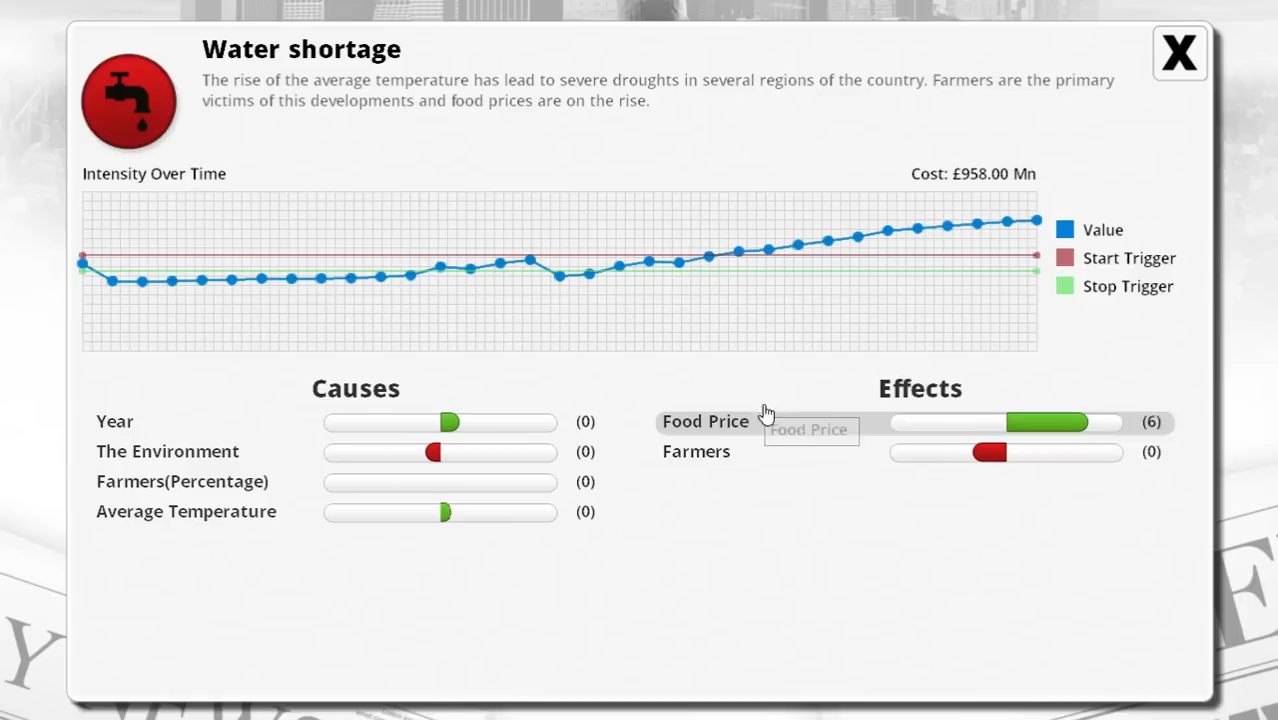 Water shortage
X
The rise of the average temperature has lead to severe droughts in several regions of the country. Farmers are the primary
victims of this developments and food prices are on the rise.
Intensity Over Time
Cost: £958.00 Mn
Value
Start Trigger
Stop Trigger
Causes
Effects
Year (0)
Food Price (6)
Food Price
The Environment (0)
Farmers (0)
Farmers(Percentage) (0)
Average Temperature (0)